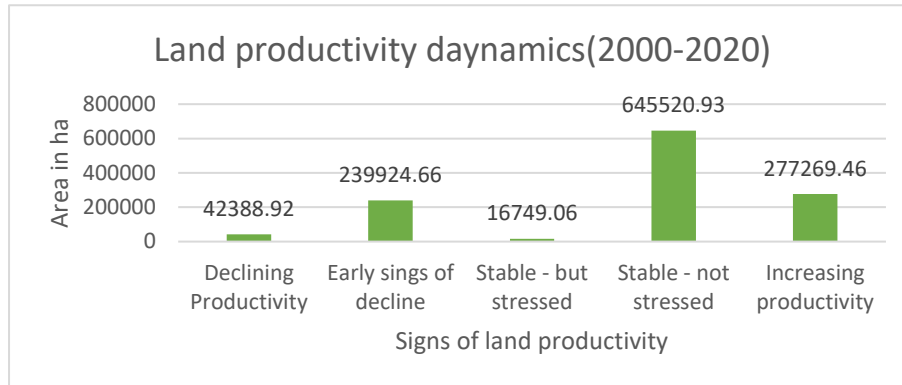 Land productivity daynamics(2000-2020)
Area in ha
800000
600000
400000
200000
0
42388.92
239924.66
16749.06
645520.93
277269.46
Declining
Productivity
Early sings of
decline
Stable - but
stressed
Stable - not
stressed
Increasing
productivity
Signs of land productivity